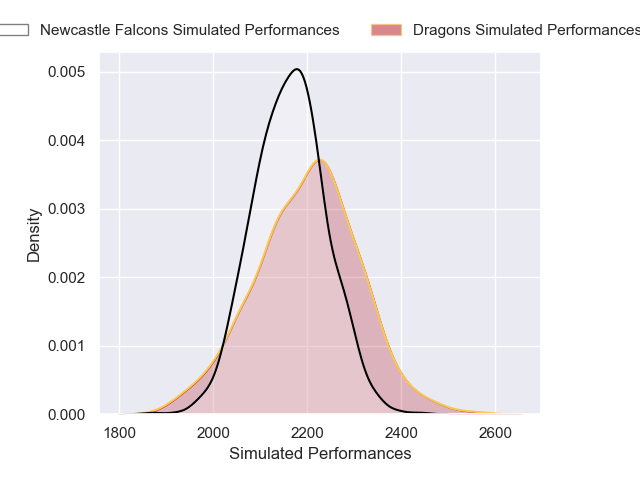 Newcastle Falcons Simulated Performances
Dragons Simulated Performances
0.005
0.004
0.003
0.002
0.001
0.000
Density
1800 2000 2200 2400 2600
Simulated Performances